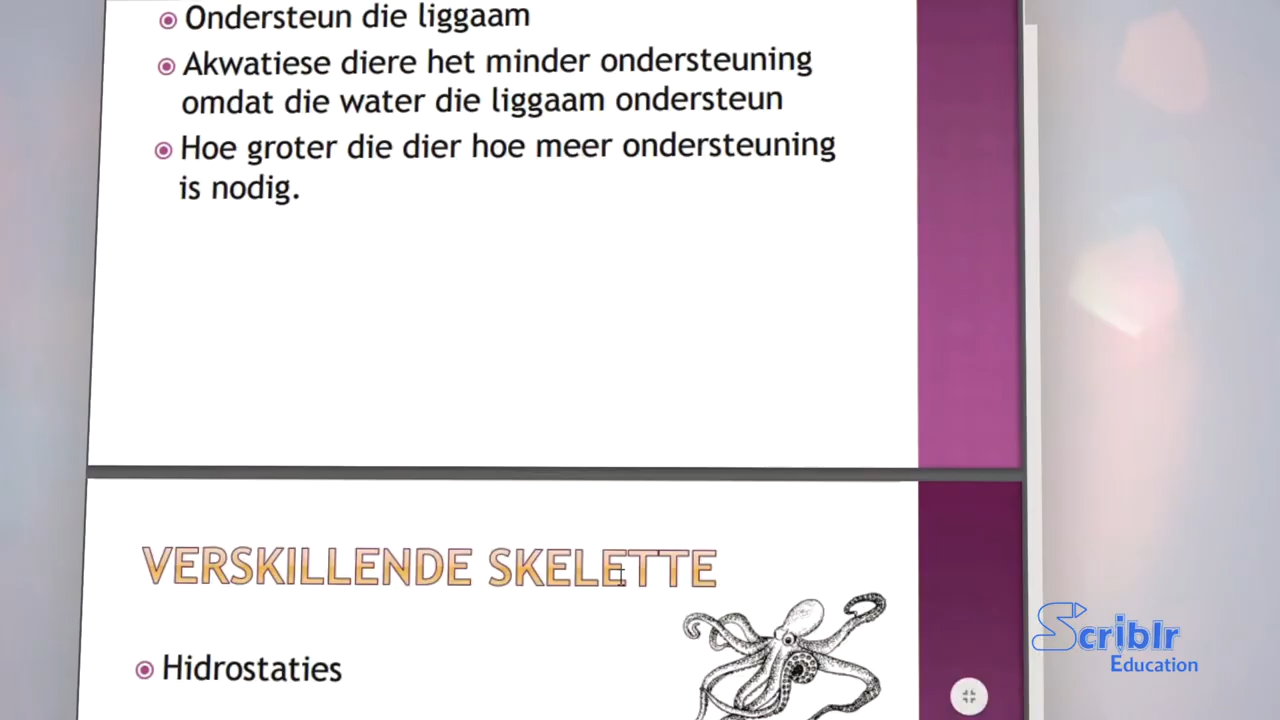 Ondersteun die liggaam
Akwatiese diere het minder ondersteuning
omdat die water die liggaam ondersteun
Hoe groter die dier hoe meer ondersteuning
is nodig.
VERSKILLENDE SKELETTE
Hidrostaties
Scriblr
Education